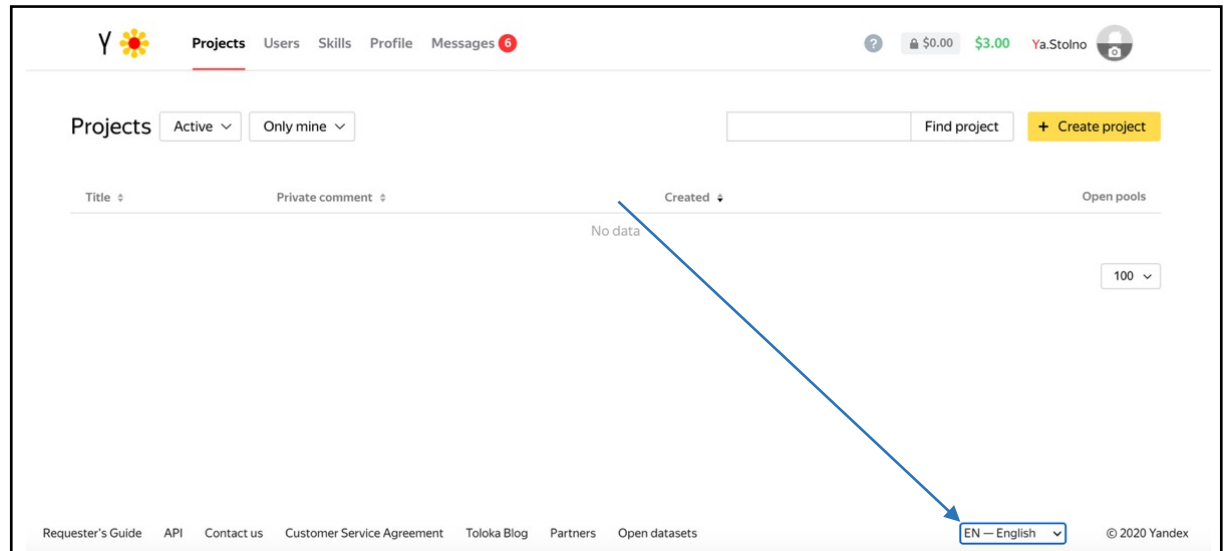 Y Projects Users Skills Profile Messages 6 ? $0.00 $3.00 Ya.Stolno
Projects Active Only mine Find project + Create project
Title Private comment Created Open pools
No data
100
Requester's Guide API Contact us Customer Service Agreement Toloka Blog Partners Open datasets EN — English © 2020 Yandex